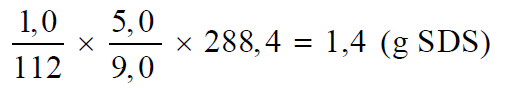 1,0/112 × 5,0/9,0 × 288,4 = 1,4 (g SDS)